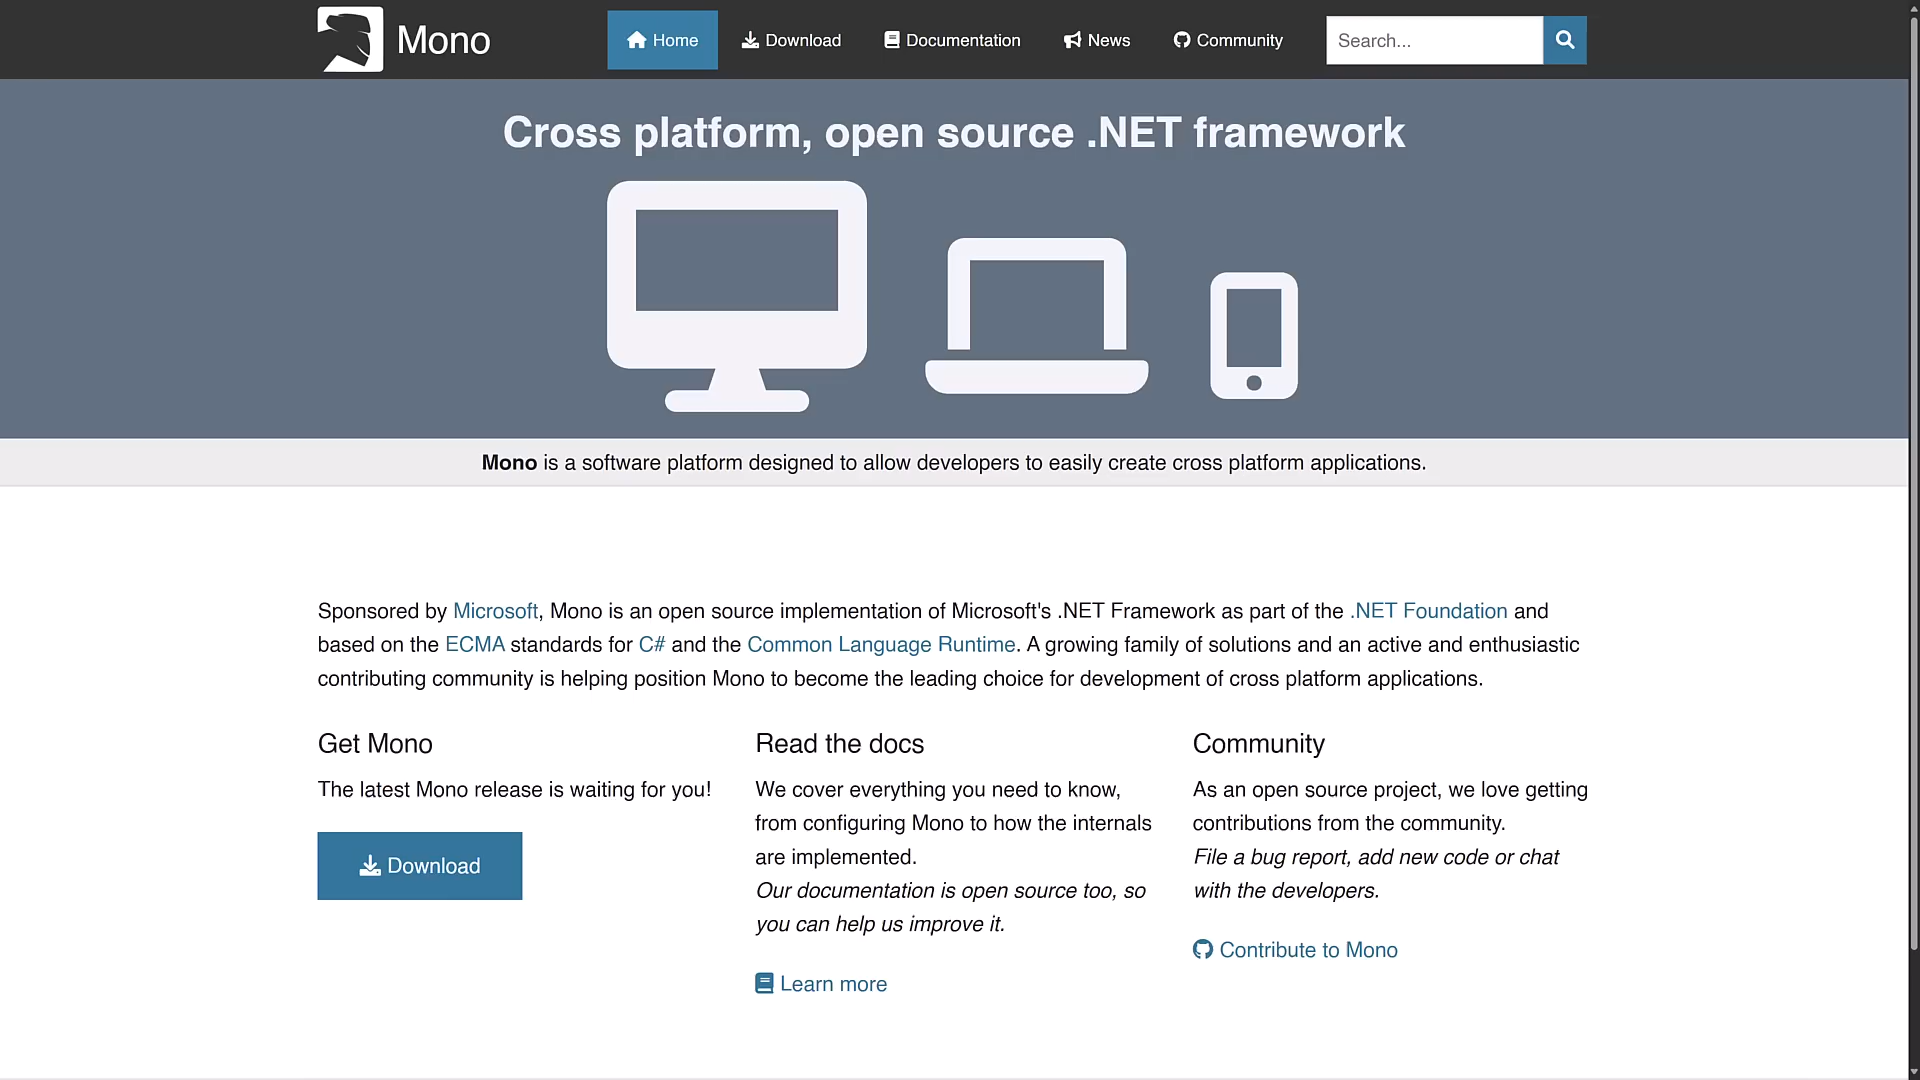 Mono
Home
Download
Documentation
News
Community
Search...
Cross platform, open source .NET framework
Mono is a software platform designed to allow developers to easily create cross platform applications.
Sponsored by Microsoft, Mono is an open source implementation of Microsoft's .NET Framework as part of the .NET Foundation and
based on the ECMA standards for C# and the Common Language Runtime. A growing family of solutions and an active and enthusiastic
contributing community is helping position Mono to become the leading choice for development of cross platform applications.
Get Mono
The latest Mono release is waiting for you!
Download
Read the docs
We cover everything you need to know,
from configuring Mono to how the internals
are implemented.
Our documentation is open source too, so
you can help us improve it.
Learn more
Community
As an open source project, we love getting
contributions from the community.
File a bug report, add new code or chat
with the developers.
Contribute to Mono